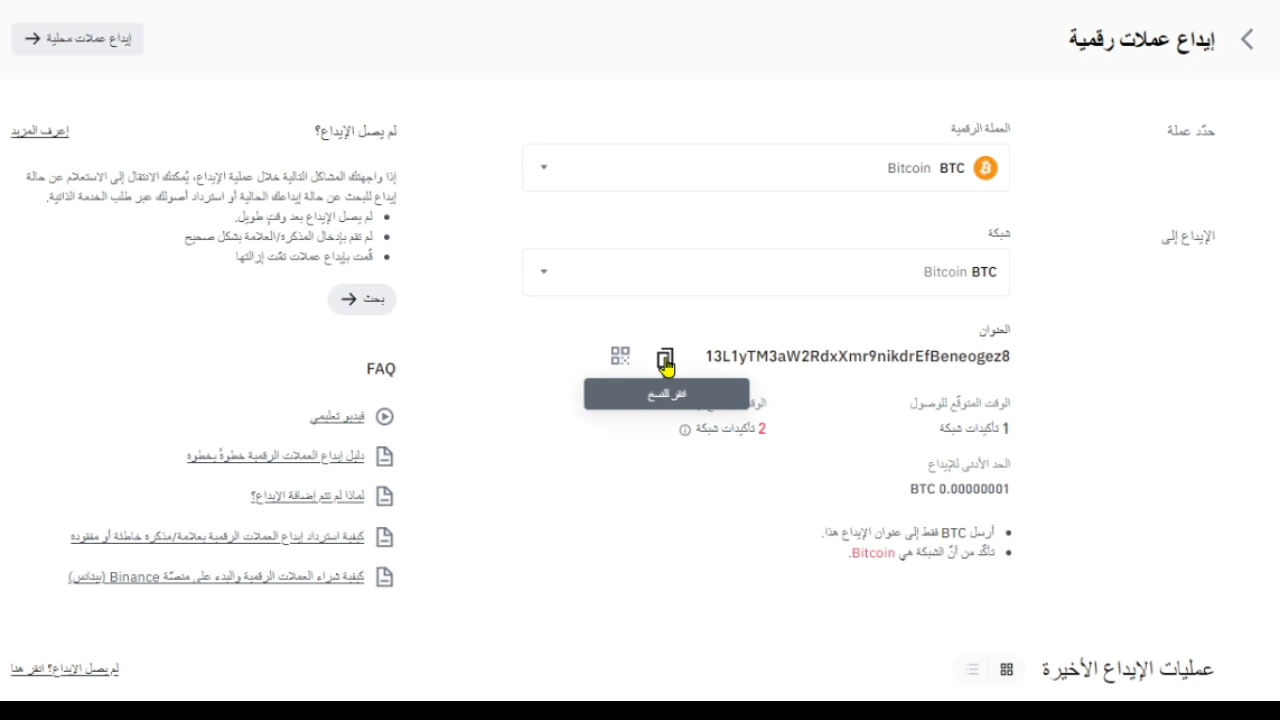 إيداع عملات رقمية
إيداع عملات محلية
حدّد عملة
العملة الرقمية
Bitcoin BTC
الإيداع إلى
شبكة
Bitcoin BTC
العنوان
13L1yTM3aW2RdxXmr9nikdrEfBeneogez8
انقر للنسخ
الوقت المتوقّع للوصول
1 تأكيدات شبكة
2 تأكيدات شبكة
الحد الأدنى للإيداع
0.00000001 BTC
أرسل BTC فقط إلى عنوان الإيداع هذا.
تأكّد من أنّ الشبكة هي Bitcoin.
لم يصل الإيداع؟
إعرف المزيد
إذا واجهتك المشاكل التالية خلال عملية الإيداع، يُمكنك الانتقال إلى الاستعلام عن حالة
إيداع للبحث عن حالة إيداعك الحالية أو استرداد أصولك عبر طلب الخدمة الذاتية.
لم يصل الإيداع بعد وقتٍ طويل.
لم تقم بإدخال المذكرة/العلامة بشكل صحيح
قُمت بإيداع عملات تمّت إزالتها
بحث
FAQ
فيديو تعليمي
دليل إيداع العملات الرقمية خطوةً بخطوة
لماذا لم تتم إضافة الإيداع؟
كيفية استرداد إيداع العملات الرقمية بعلامة/مذكرة خاطئة أو مفقودة
كيفية شراء العملات الرقمية والبدء على منصّة Binance (بينانس)
عمليات الإيداع الأخيرة
لم يصل الإيداع؟ انقر هنا